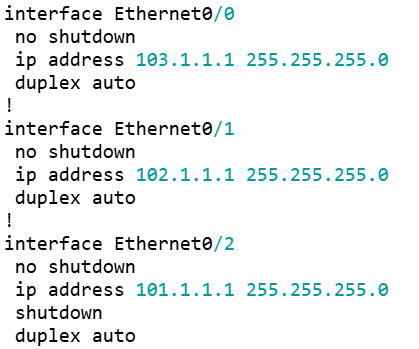 interface Ethernet0/0
 no shutdown
 ip address 103.1.1.1 255.255.255.0
 duplex auto
!
interface Ethernet0/1
 no shutdown
 ip address 102.1.1.1 255.255.255.0
 duplex auto
!
interface Ethernet0/2
 no shutdown
 ip address 101.1.1.1 255.255.255.0
 shutdown
 duplex auto